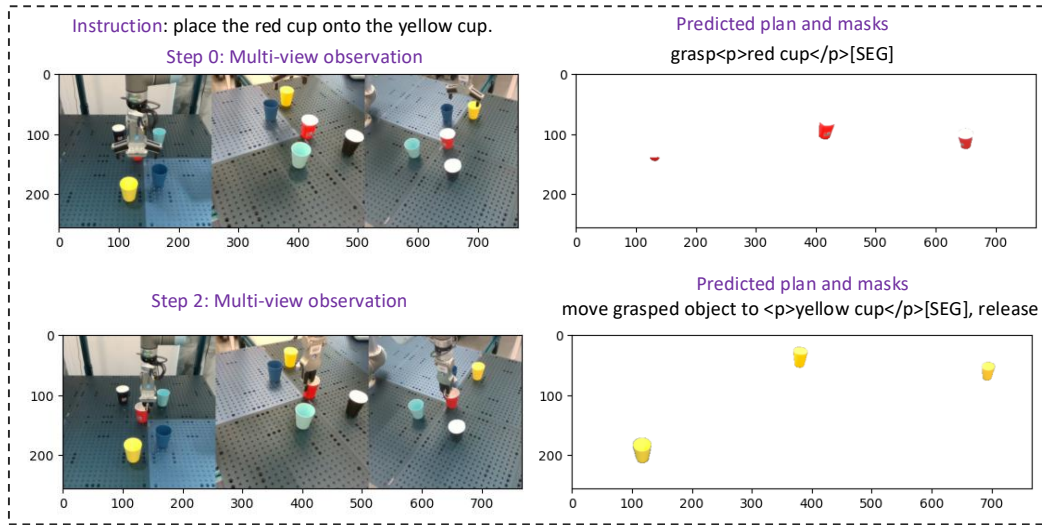 Instruction: place the red cup onto the yellow cup.
Step 0: Multi-view observation
Predicted plan and masks
grasp<p>red cup</p>[SEG]
0
100
200
0 100 200 300 400 500 600 700
0
100
200
0 100 200 300 400 500 600 700
Step 2: Multi-view observation
Predicted plan and masks
move grasped object to <p>yellow cup</p>[SEG], release
0
100
200
0 100 200 300 400 500 600 700
0
100
200
0 100 200 300 400 500 600 700